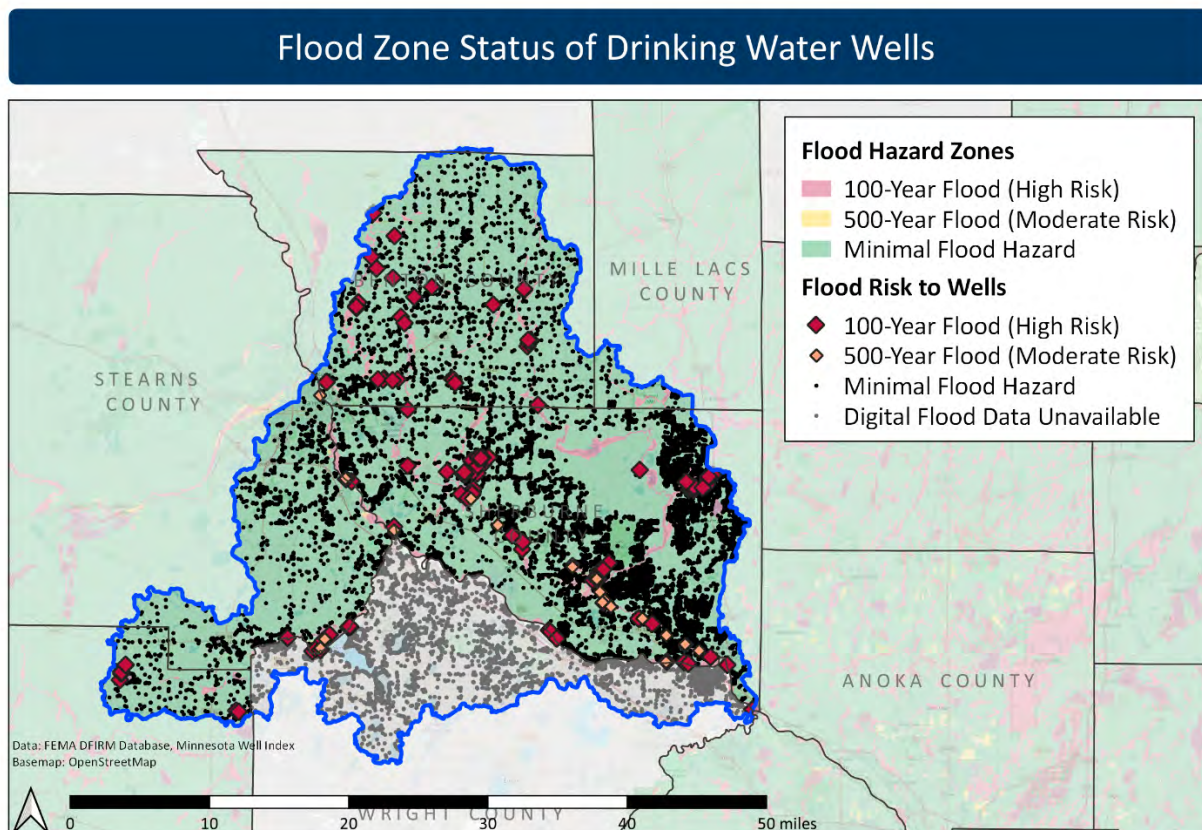 Flood Zone Status of Drinking Water Wells
Flood Hazard Zones
100-Year Flood (High Risk)
500-Year Flood (Moderate Risk)
Minimal Flood Hazard
Flood Risk to Wells
100-Year Flood (High Risk)
500-Year Flood (Moderate Risk)
Minimal Flood Hazard
Digital Flood Data Unavailable
MILLE LACS
COUNTY
COUNTY
STEARNS
COUNTY
SHERBURNE
ANOKA COUNTY
Data: FEMA DFIRM Database, Minnesota Well Index
Basemap: OpenStreetMap
WRIGHT COUNTY
0 10 20 30 40 50 miles